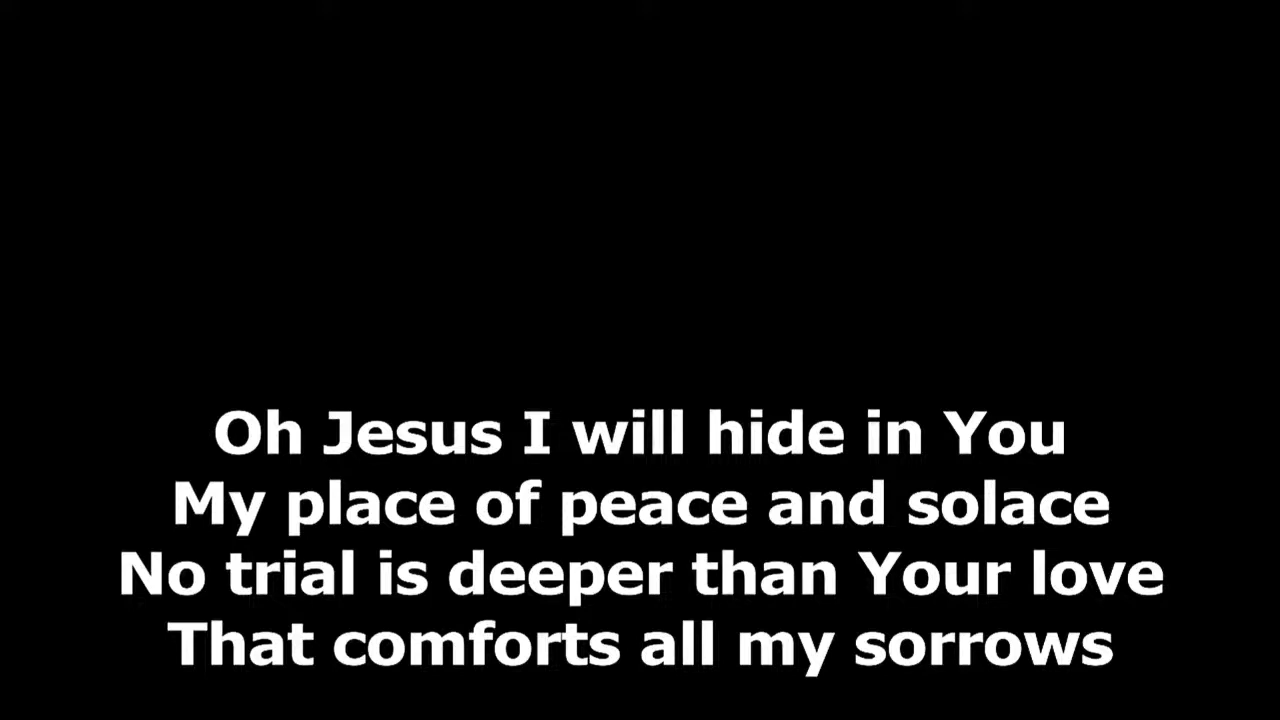 Oh Jesus I will hide in You
My place of peace and solace
No trial is deeper than Your love
That comforts all my sorrows